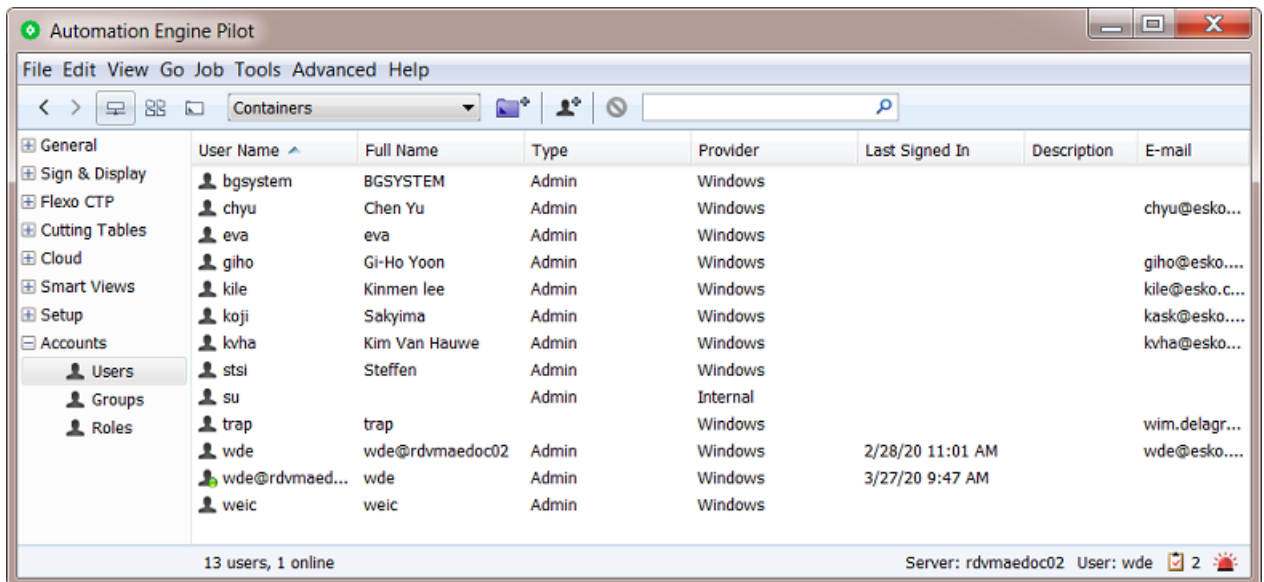 Automation Engine Pilot
File Edit View Go Job Tools Advanced Help
Containers
General
Sign & Display
Flexo CTP
Cutting Tables
Cloud
Smart Views
Setup
Accounts
Users
Groups
Roles
User Name Full Name Type Provider Last Signed In Description E-mail
bgsystem BGSYSTEM Admin Windows
chyu Chen Yu Admin Windows chyu@esko...
eva eva Admin Windows
giho Gi-Ho Yoon Admin Windows giho@esko....
kile Kinmen lee Admin Windows kile@esko.c...
koji Sakyima Admin Windows kask@esko....
kvha Kim Van Hauwe Admin Windows kvha@esko...
stsi Steffen Admin Windows
su Admin Internal
trap trap Windows wim.delagr...
wde wde@rdvmaedoc02 Admin Windows 2/28/20 11:01 AM wde@esko....
wde@rdvmaed... wde Admin Windows 3/27/20 9:47 AM
weic weic Admin Windows
13 users, 1 online Server: rdvmaedoc02 User: wde 2